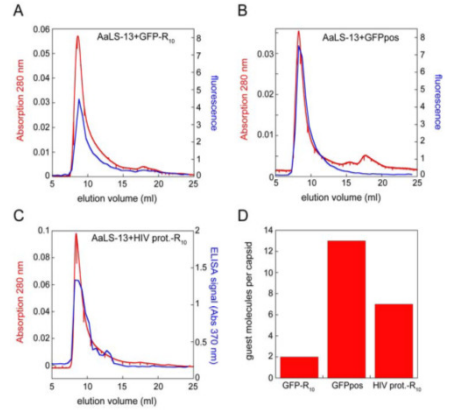 A
AaLS-13+GFP-R10
Absorption 280 nm
0.06
0.05
0.04
0.03
0.02
0.01
0
8
7
6
5
4
3
2
1
0
fluorescence
5 10 15 20 25
elution volume (ml)
B
AaLS-13+GFPpos
Absorption 280 nm
0.03
0.01
0
8
7
6
5
4
3
2
1
0
fluorescence
5 10 15 20 25
elution volume (ml)
C
AaLS-13+HIV prot.-R10
Absorption 280 nm
0.1
0.08
0.06
0.04
0.02
0
2
1.5
1
0.5
0
ELISA signal (Abs 370 nm)
5 10 15 20 25
elution volume (ml)
D
guest molecules per capsid
14
12
10
8
6
4
2
0
GFP-R10 GFPpos HIV prot.-R10